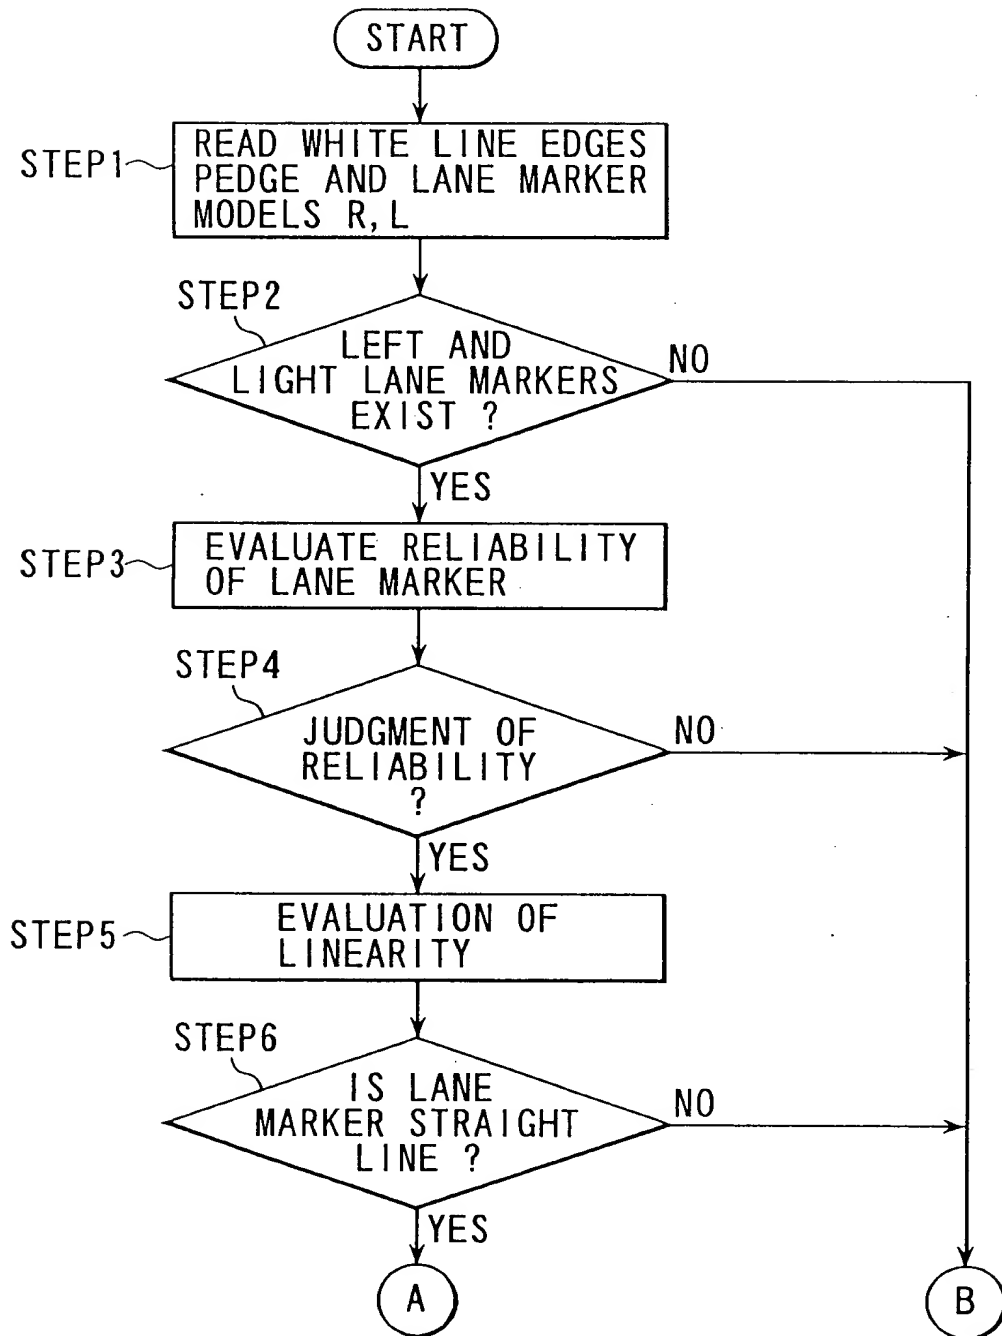 START
STEP1
READ WHITE LINE EDGES
PEDGE AND LANE MARKER
MODELS R, L
STEP2
LEFT AND
LIGHT LANE MARKERS
EXIST ?
NO
YES
STEP3
EVALUATE RELIABILITY
OF LANE MARKER
STEP4
JUDGMENT OF
RELIABILITY
?
NO
YES
STEP5
EVALUATION OF
LINEARITY
STEP6
IS LANE
MARKER STRAIGHT
LINE ?
NO
YES
A
B